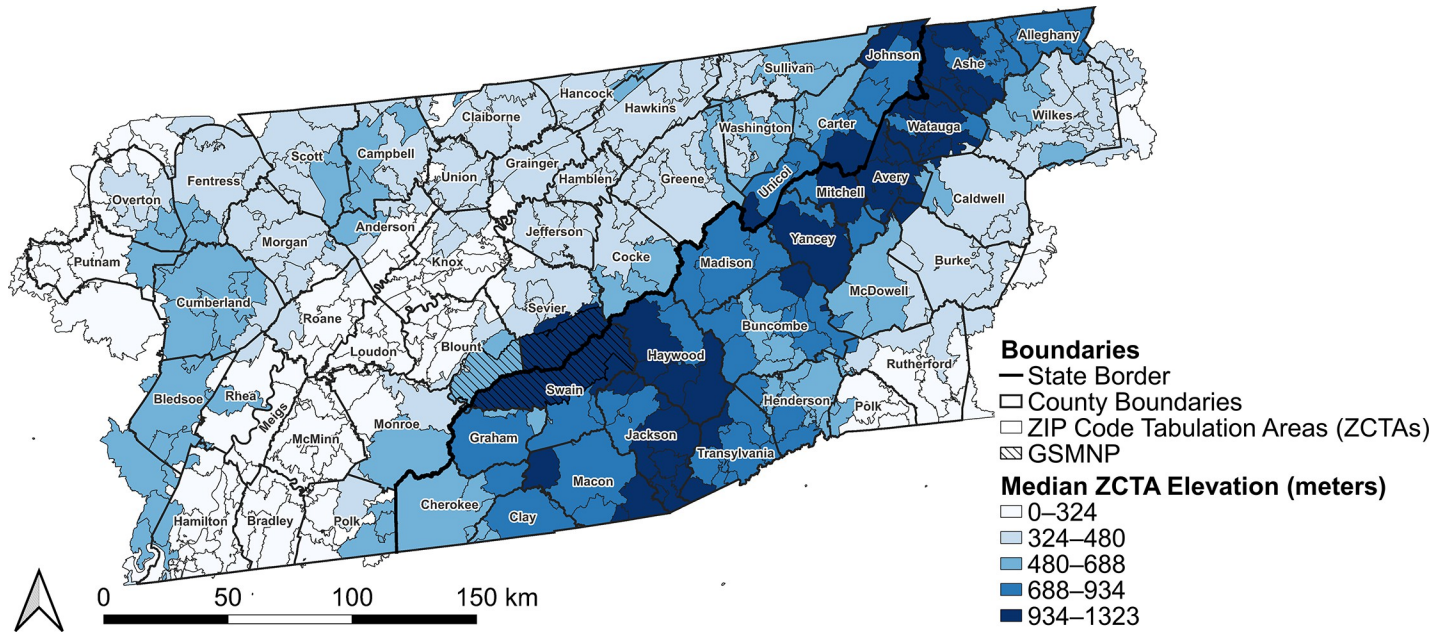 Alleghany
Johnson
Ashe
Sullivan
Hancock
Hawkins
Claiborne
Wilkes
Washington
Carter
Watauga
Scott
Campbell
Grainger
Union
Hamblen
Greene
Unicoi
Mitchell
Avery
Fentress
Overton
Caldwell
Anderson
Jefferson
Yancey
Morgan
Putnam
Knox
Cocke
Madison
Burke
Cumberland
McDowell
Roane
Sevier
Buncombe
Loudon
Blount
Haywood
Rutherford
Bledsoe
Rhea
Meigs
Swain
Henderson
Polk
McMinn
Monroe
Graham
Jackson
Transylvania
Macon
Cherokee
Clay
Hamilton
Bradley
Polk
0 50 100 150 km
Boundaries
State Border
County Boundaries
ZIP Code Tabulation Areas (ZCTAs)
GSMNP
Median ZCTA Elevation (meters)
0–324
324–480
480–688
688–934
934–1323